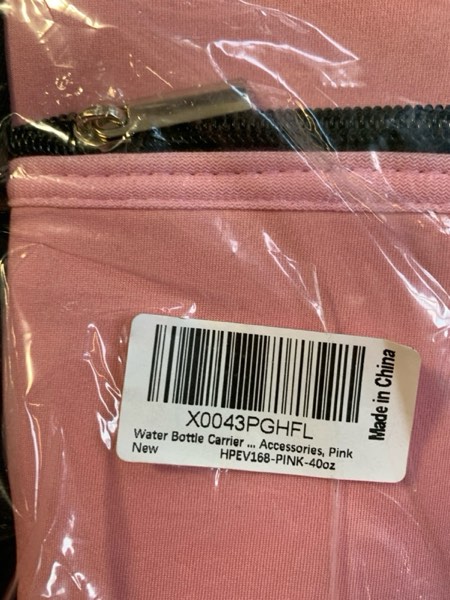 X0043PGHFL
Water Bottle Carrier ... Accessories, Pink
New HPEV168-PINK-40oz
Made in China